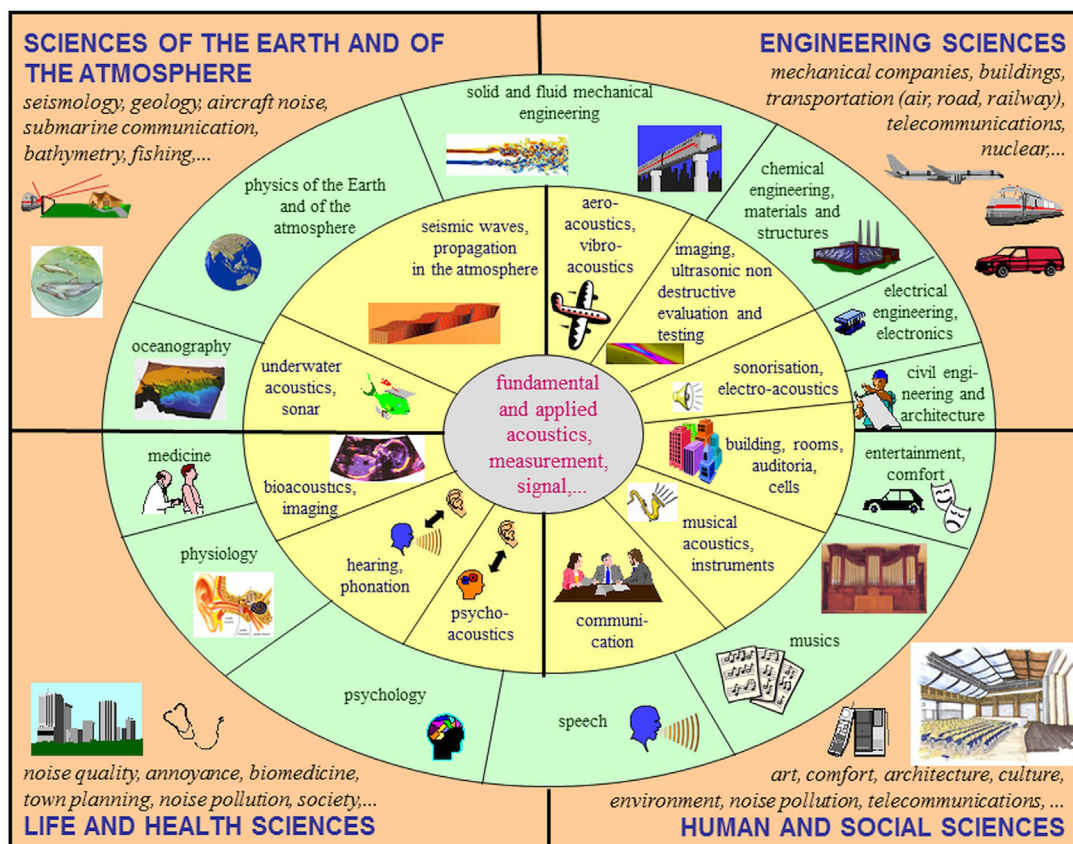 SCIENCES OF THE EARTH AND OF
THE ATMOSPHERE
seismology, geology, aircraft noise,
submarine communication,
bathymetry, fishing,...
ENGINEERING SCIENCES
mechanical companies, buildings,
transportation (air, road, railway),
telecommunications,
nuclear,...
solid and fluid mechanical
engineering
physics of the Earth
and of the
atmosphere
chemical
engineering,
materials and
structures
electrical
engineering,
electronics
civil engi-
neering and
architecture
oceanography
seismic waves,
propagation
in the atmosphere
aero-
acoustics,
vibro-
acoustics
imaging,
ultrasonic non
destructive
evaluation and
testing
underwater
acoustics,
sonar
sonorisation,
electro-acoustics
fundamental
and applied
acoustics,
measurement,
signal,...
building, rooms,
auditoria,
cells
bioacoustics,
imaging
hearing,
phonation
psycho-
acoustics
communi-
cation
musical
acoustics,
instruments
medicine
physiology
psychology
speech
musics
entertainment,
comfort
noise quality, annoyance, biomedicine,
town planning, noise pollution, society,...
LIFE AND HEALTH SCIENCES
art, comfort, architecture, culture,
environment, noise pollution, telecommunications, ...
HUMAN AND SOCIAL SCIENCES